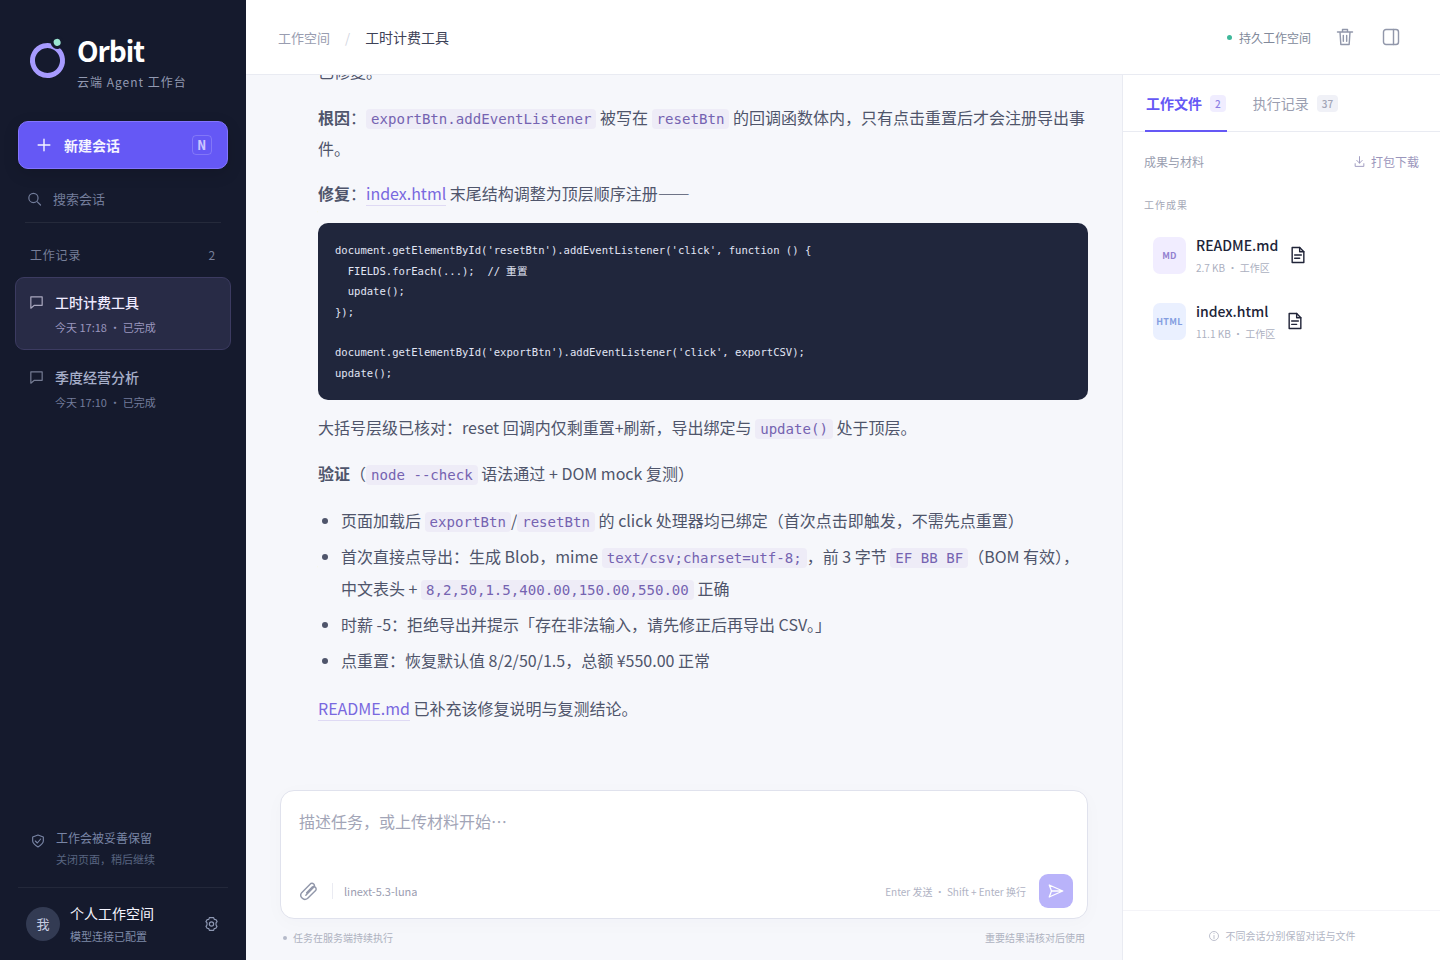 Orbit
云端 Agent 工作台
新建会话 N
搜索会话
工作记录 2
工时计费工具
今天 17:18 · 已完成
季度经营分析
今天 17:10 · 已完成
工作会被妥善保留
关闭页面，稍后继续
我 个人工作空间
模型连接已配置
工作空间 / 工时计费工具
持久工作空间
已修复。
根因：exportBtn.addEventListener 被写在 resetBtn 的回调函数体内，只有点击重置后才会注册导出事
件。
修复：index.html 末尾结构调整为顶层顺序注册——
document.getElementById('resetBtn').addEventListener('click', function () {
  FIELDS.forEach(...);  // 重置
  update();
});
document.getElementById('exportBtn').addEventListener('click', exportCSV);
update();
大括号层级已核对：reset 回调内仅剩重置+刷新，导出绑定与 update() 处于顶层。
验证（node --check 语法通过 + DOM mock 复测）
• 页面加载后 exportBtn/resetBtn 的 click 处理器均已绑定（首次点击即触发，不需先点重置）
• 首次直接点导出：生成 Blob，mime text/csv;charset=utf-8;，前 3 字节 EF BB BF（BOM 有效），
中文表头 + 8,2,50,1.5,400.00,150.00,550.00 正确
• 时薪 -5：拒绝导出并提示「存在非法输入，请先修正后再导出 CSV。」
• 点重置：恢复默认值 8/2/50/1.5，总额 ¥550.00 正常
README.md 已补充该修复说明与复测结论。
描述任务，或上传材料开始…
linext-5.3-luna
Enter 发送 · Shift + Enter 换行
任务在服务端持续执行
重要结果请核对后使用
工作文件 2 执行记录 37
成果与材料 打包下载
工作成果
MD README.md
2.7 KB · 工作区
HTML index.html
11.1 KB · 工作区
不同会话分别保留对话与文件